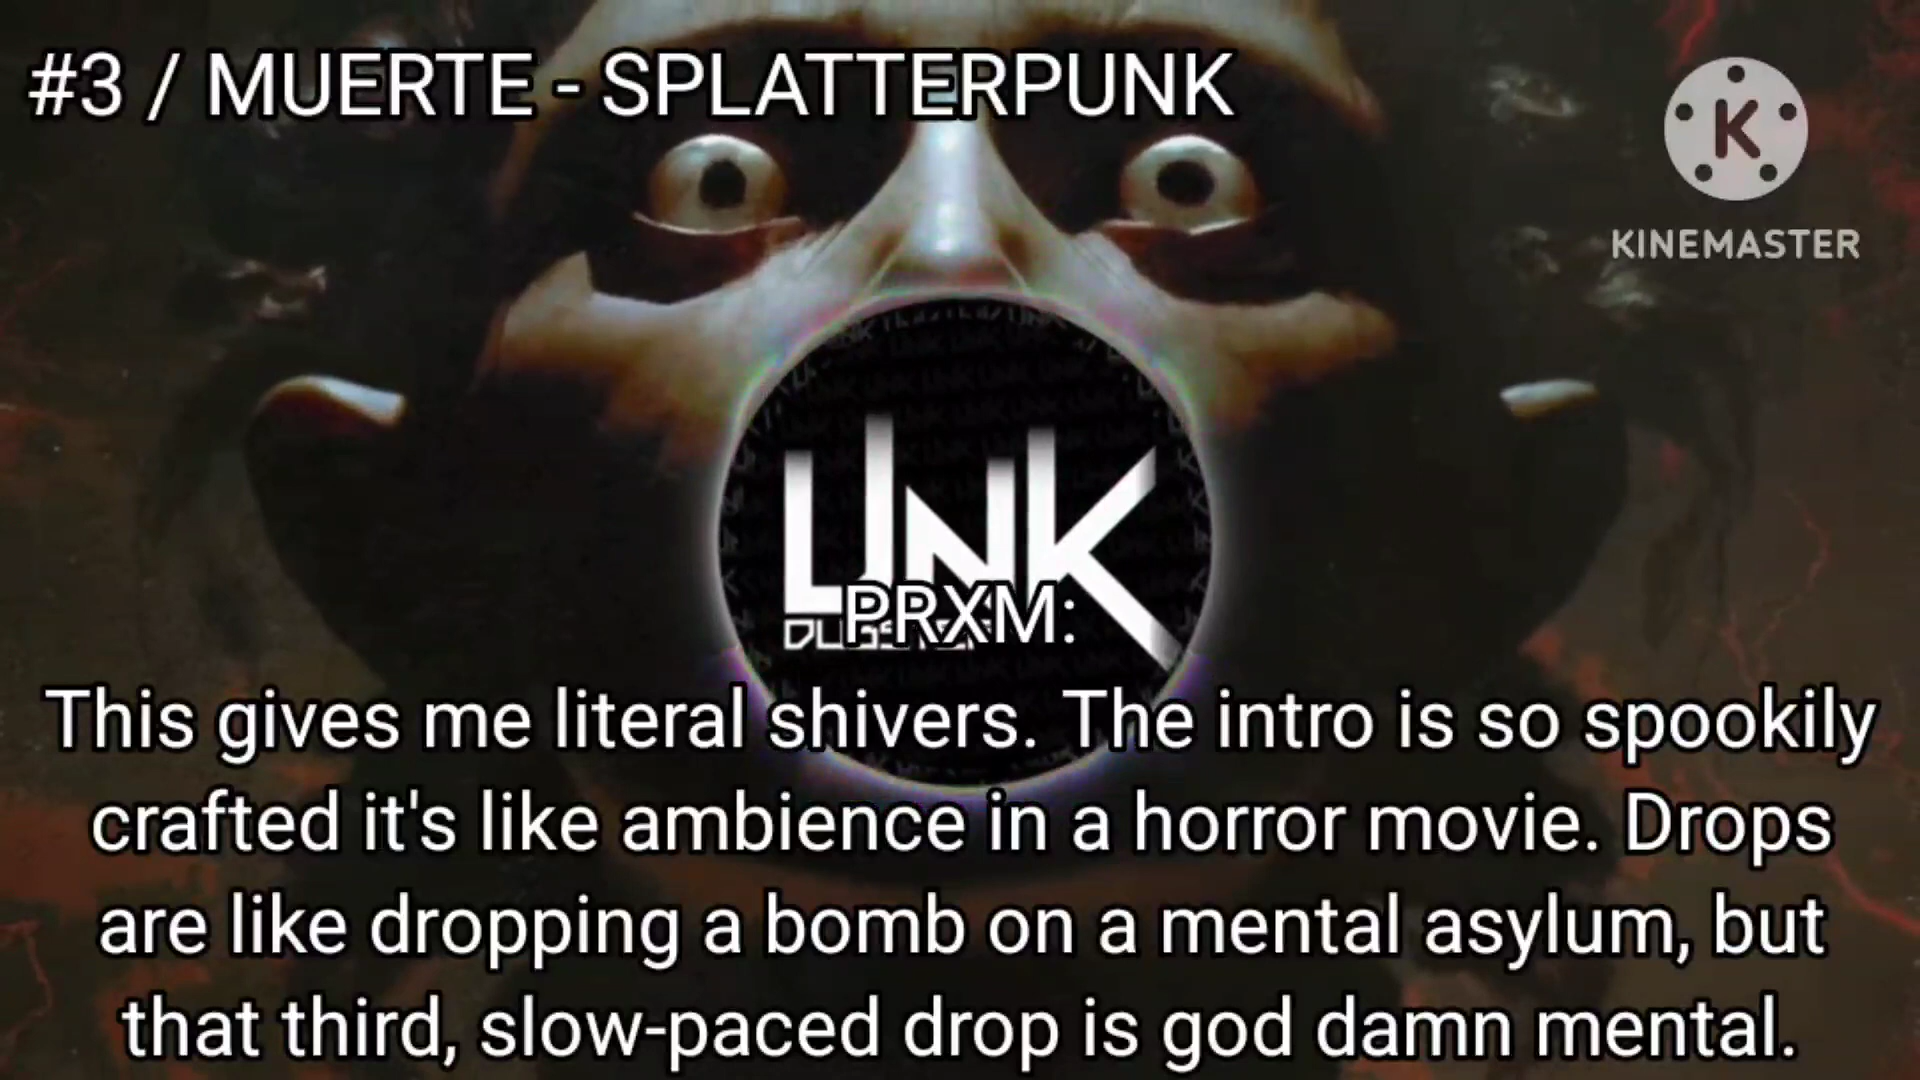 #3 / MUERTE - SPLATTERPUNK
K
KINEMASTER
UNK
PRXM:
This gives me literal shivers. The intro is so spookily
crafted it's like ambience in a horror movie. Drops
are like dropping a bomb on a mental asylum, but
that third, slow-paced drop is god damn mental.